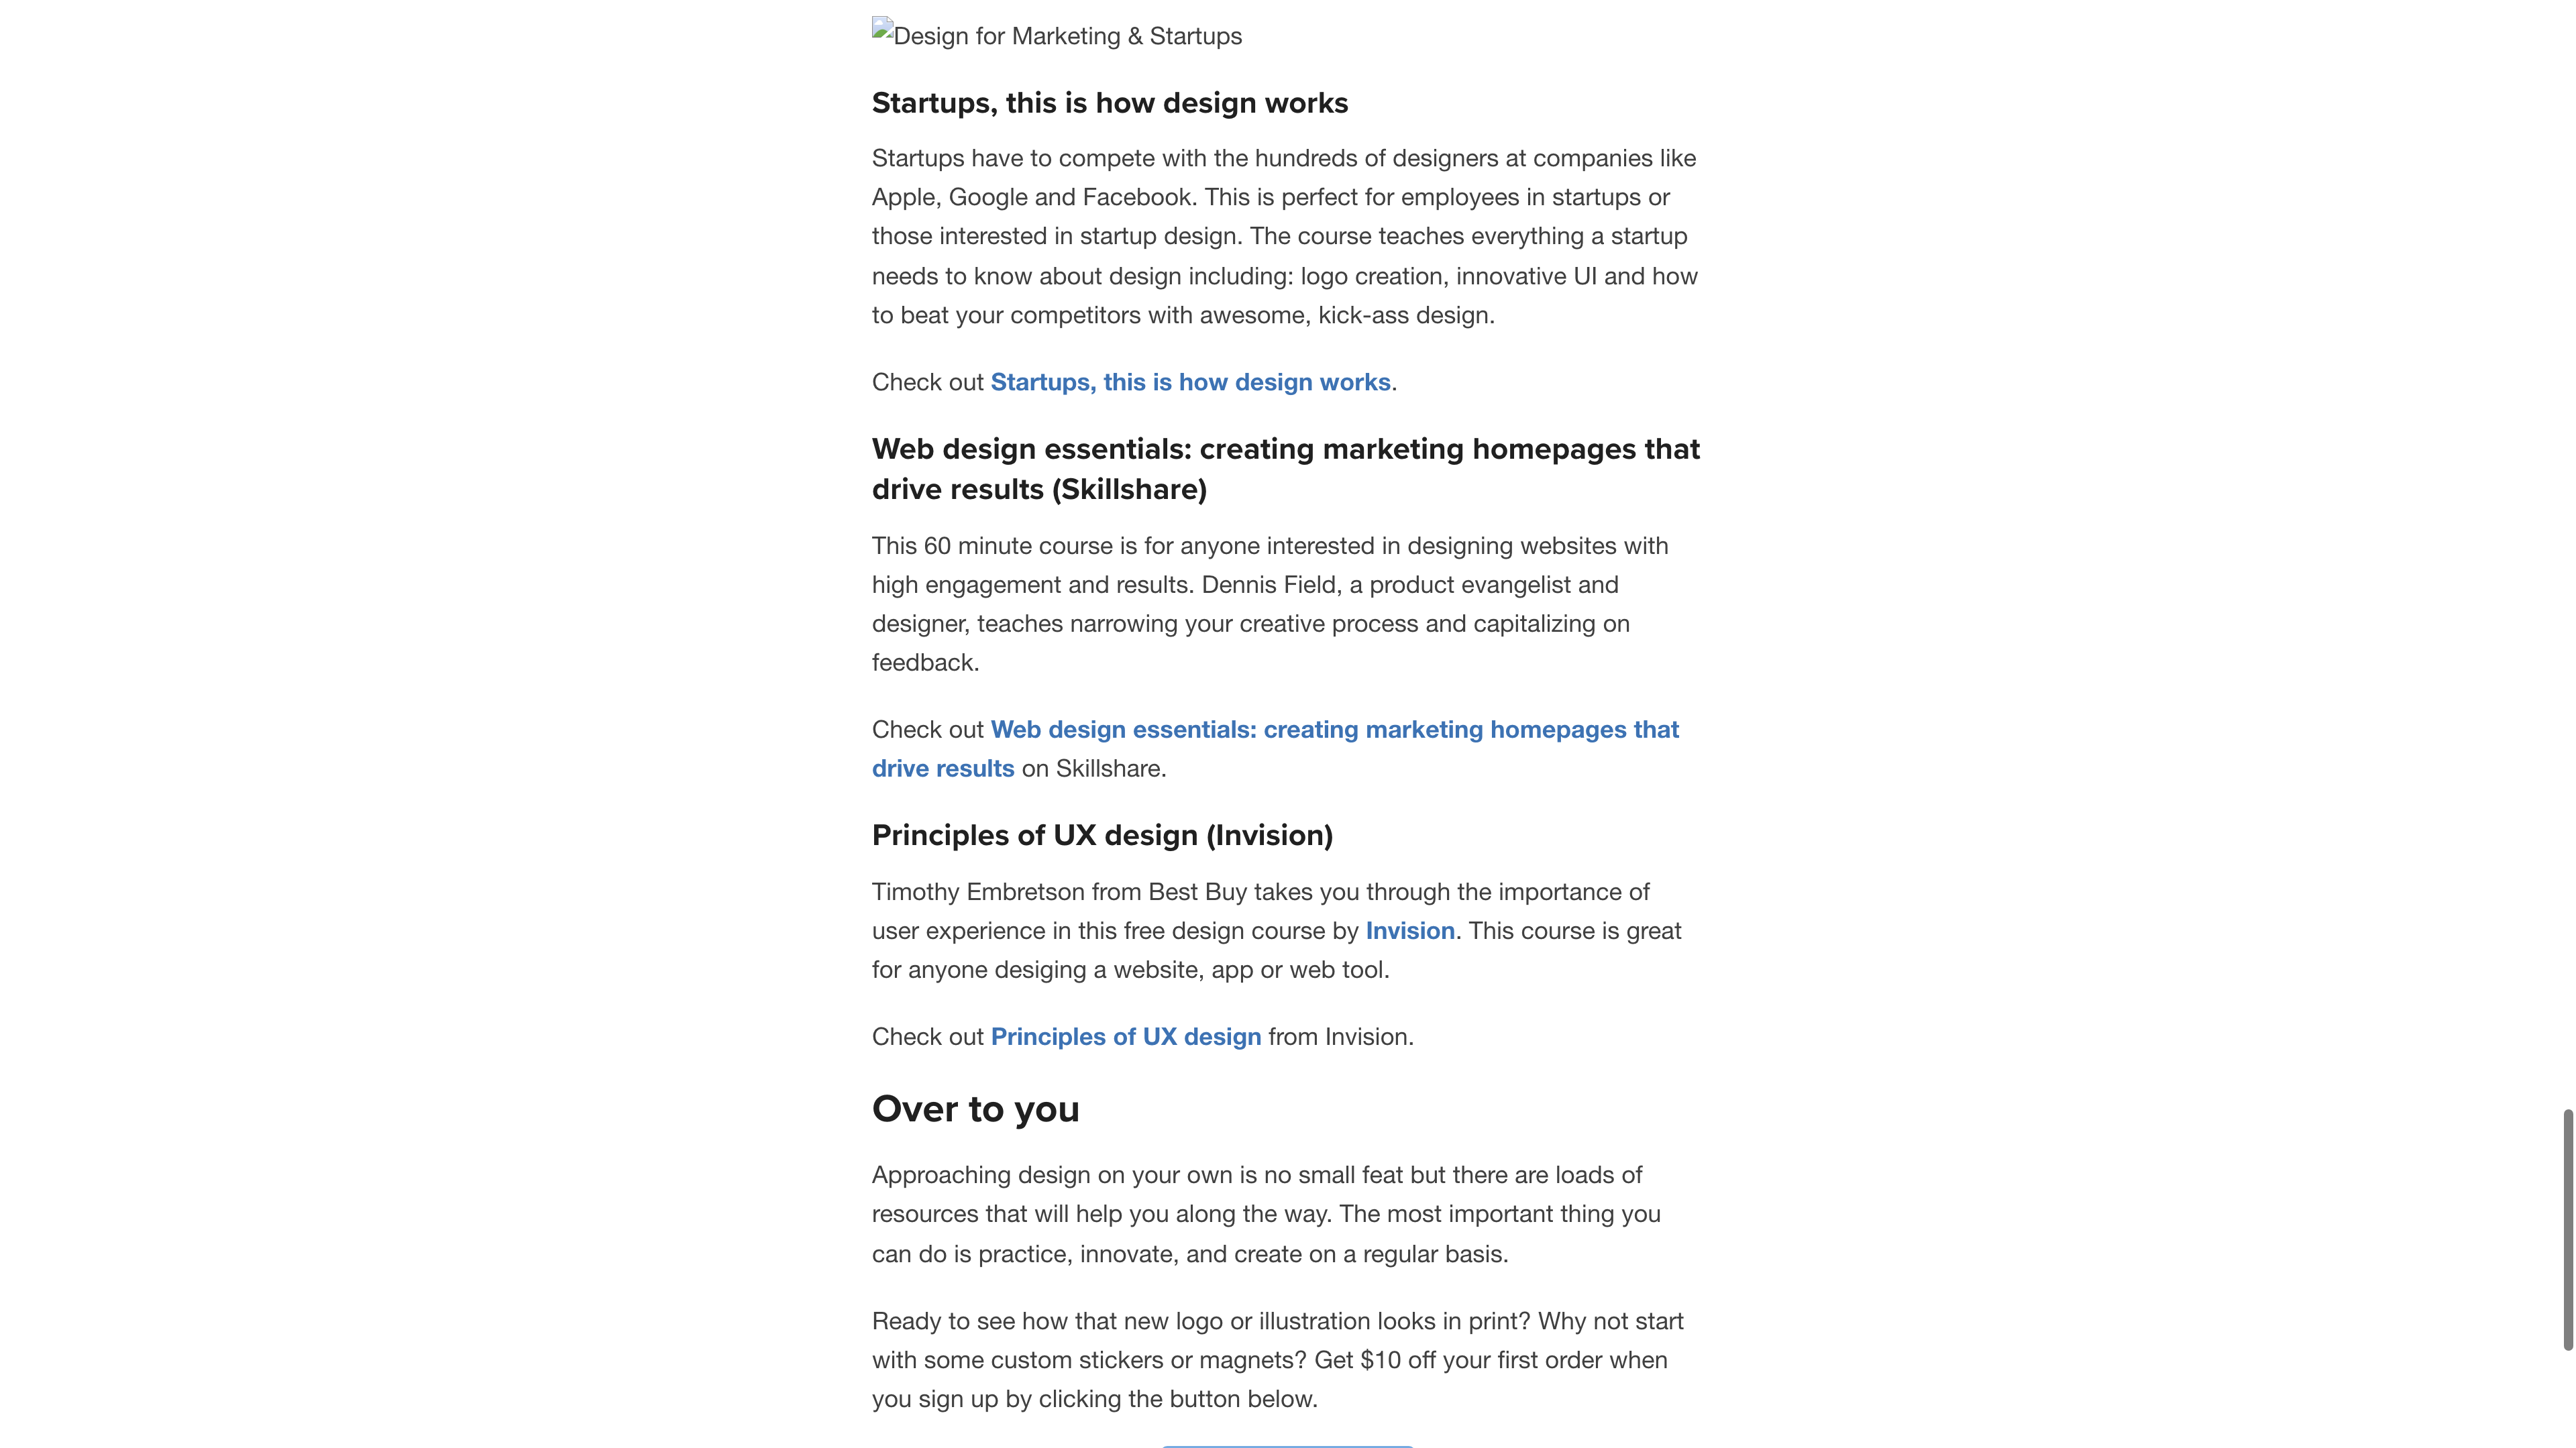 Design for Marketing & Startups
Startups, this is how design works
Startups have to compete with the hundreds of designers at companies like
Apple, Google and Facebook. This is perfect for employees in startups or
those interested in startup design. The course teaches everything a startup
needs to know about design including: logo creation, innovative UI and how
to beat your competitors with awesome, kick-ass design.
Check out Startups, this is how design works.
Web design essentials: creating marketing homepages that
drive results (Skillshare)
This 60 minute course is for anyone interested in designing websites with
high engagement and results. Dennis Field, a product evangelist and
designer, teaches narrowing your creative process and capitalizing on
feedback.
Check out Web design essentials: creating marketing homepages that
drive results on Skillshare.
Principles of UX design (Invision)
Timothy Embretson from Best Buy takes you through the importance of
user experience in this free design course by Invision. This course is great
for anyone desiging a website, app or web tool.
Check out Principles of UX design from Invision.
Over to you
Approaching design on your own is no small feat but there are loads of
resources that will help you along the way. The most important thing you
can do is practice, innovate, and create on a regular basis.
Ready to see how that new logo or illustration looks in print? Why not start
with some custom stickers or magnets? Get $10 off your first order when
you sign up by clicking the button below.